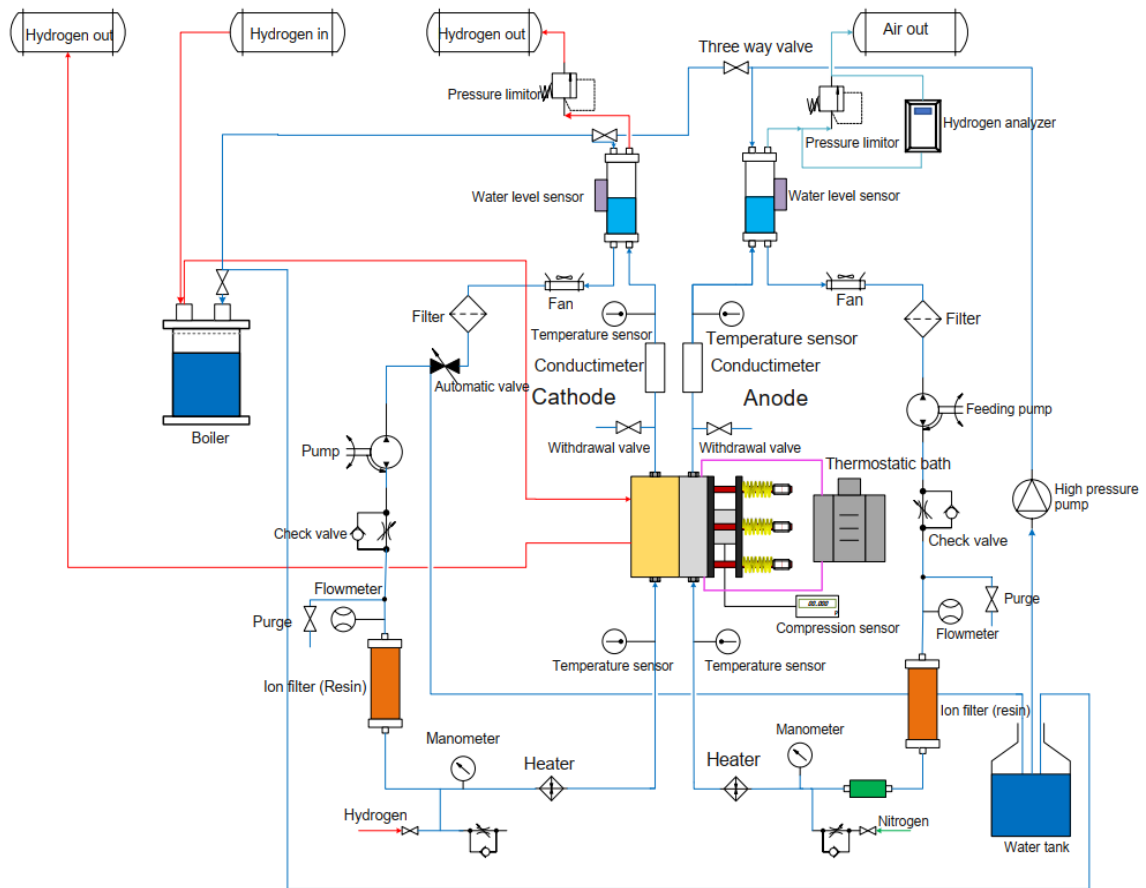 Hydrogen out
Hydrogen in
Hydrogen out
Air out
Three way valve
Pressure limitor
Hydrogen analyzer
Pressure limitor
Water level sensor
Water level sensor
Fan
Fan
Filter
Filter
Temperature sensor
Temperature sensor
Conductimeter
Conductimeter
Automatic valve
Cathode
Anode
Feeding pump
Boiler
Pump
Withdrawal valve
Withdrawal valve
Thermostatic bath
High pressure
pump
Check valve
Check valve
Flowmeter
Purge
Purge
00.000
P
Compression sensor
Flowmeter
Temperature sensor
Temperature sensor
Ion filter (Resin)
Ion filter (resin)
Manometer
Manometer
Heater
Heater
Hydrogen
Nitrogen
Water tank